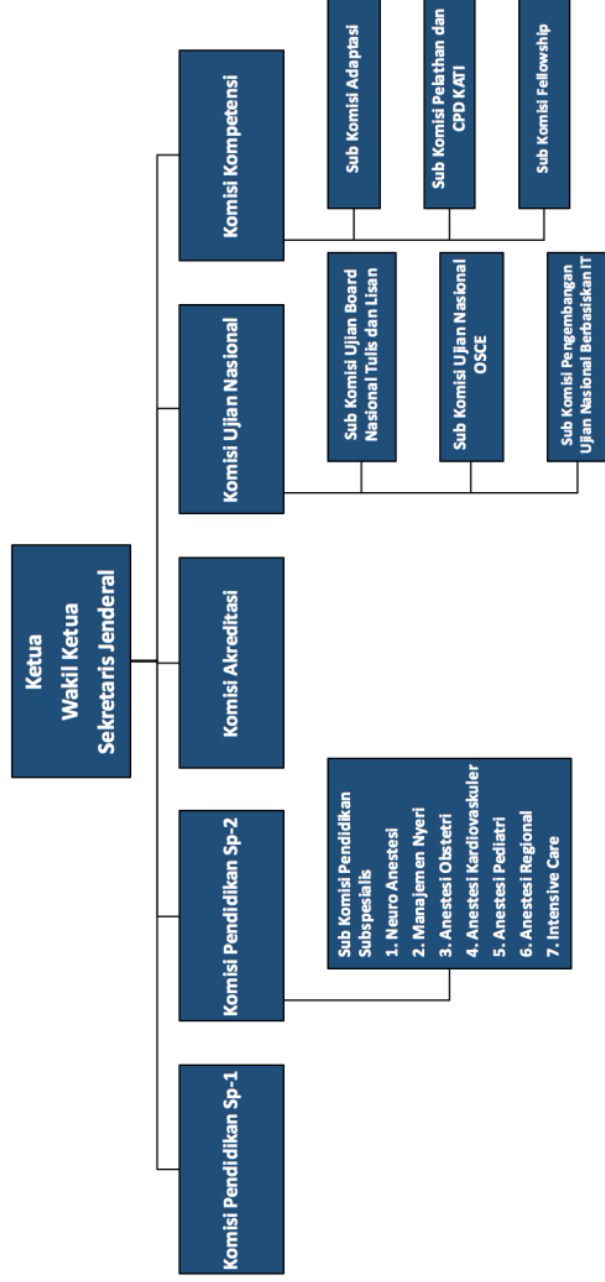 Ketua
Wakil Ketua
Sekretaris Jenderal
Komisi Pendidikan Sp-1
Komisi Pendidikan Sp-2
Komisi Akreditasi
Komisi Ujian Nasional
Komisi Kompetensi
Sub Komisi Pendidikan
Subspesialis
1. Neuro Anestesi
2. Manajemen Nyeri
3. Anestesi Obstetri
4. Anestesi Kardiovaskuler
5. Anestesi Pediatri
6. Anestesi Regional
7. Intensive Care
Sub Komisi Ujian Board
Nasional Tulis dan Lisan
Sub Komisi Ujian Nasional
OSCE
Sub Komisi Pengembangan
Ujian Nasional Berbasiskan IT
Sub Komisi Adaptasi
Sub Komisi Pelathan dan
CPD KATI
Sub Komisi Fellowship